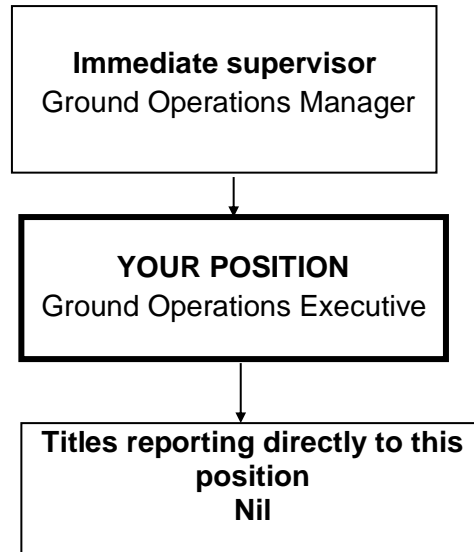 Immediate supervisor
Ground Operations Manager
YOUR POSITION
Ground Operations Executive
Titles reporting directly to this
position
Nil